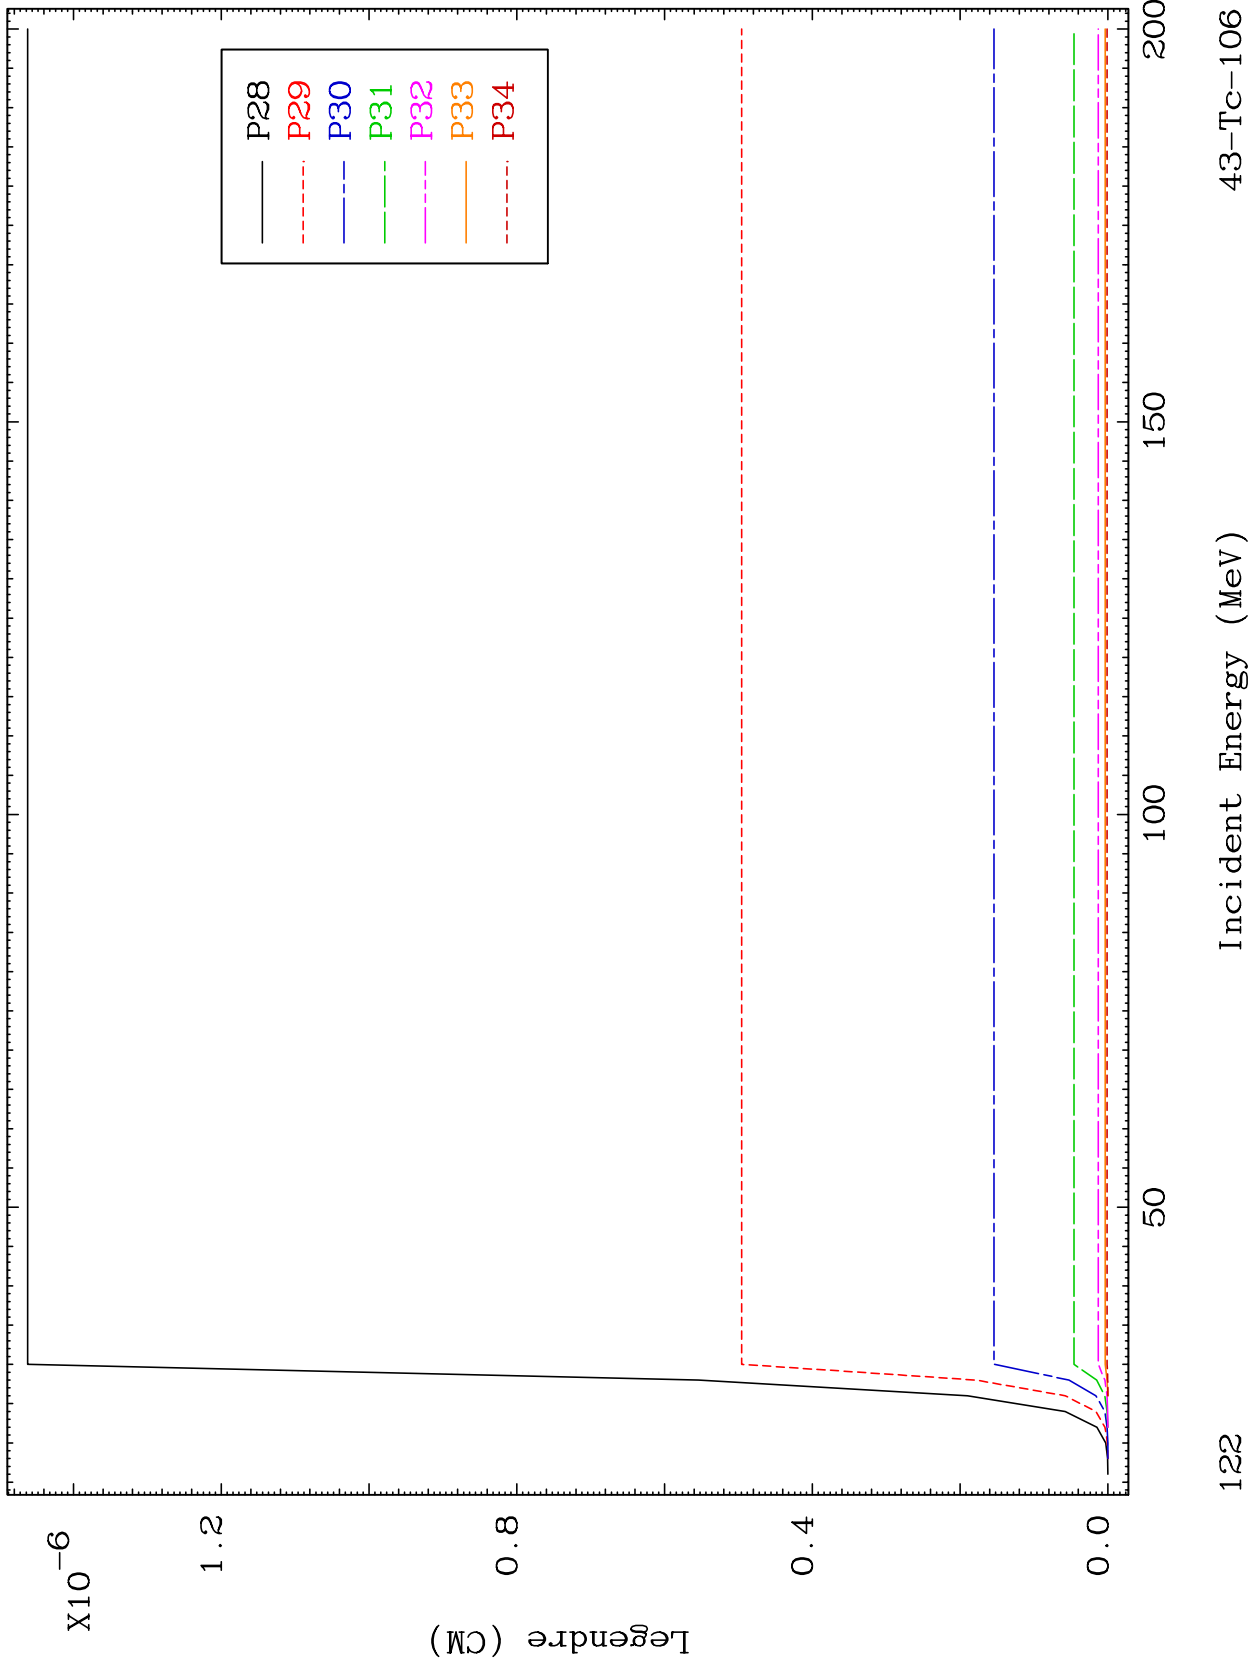 X10-6
1.2
0.8
0.4
0.0
Legendre (CM)
P28
P29
P30
P31
P32
P33
P34
50
100
150
200
Incident Energy (MeV)
122
43-Tc-106